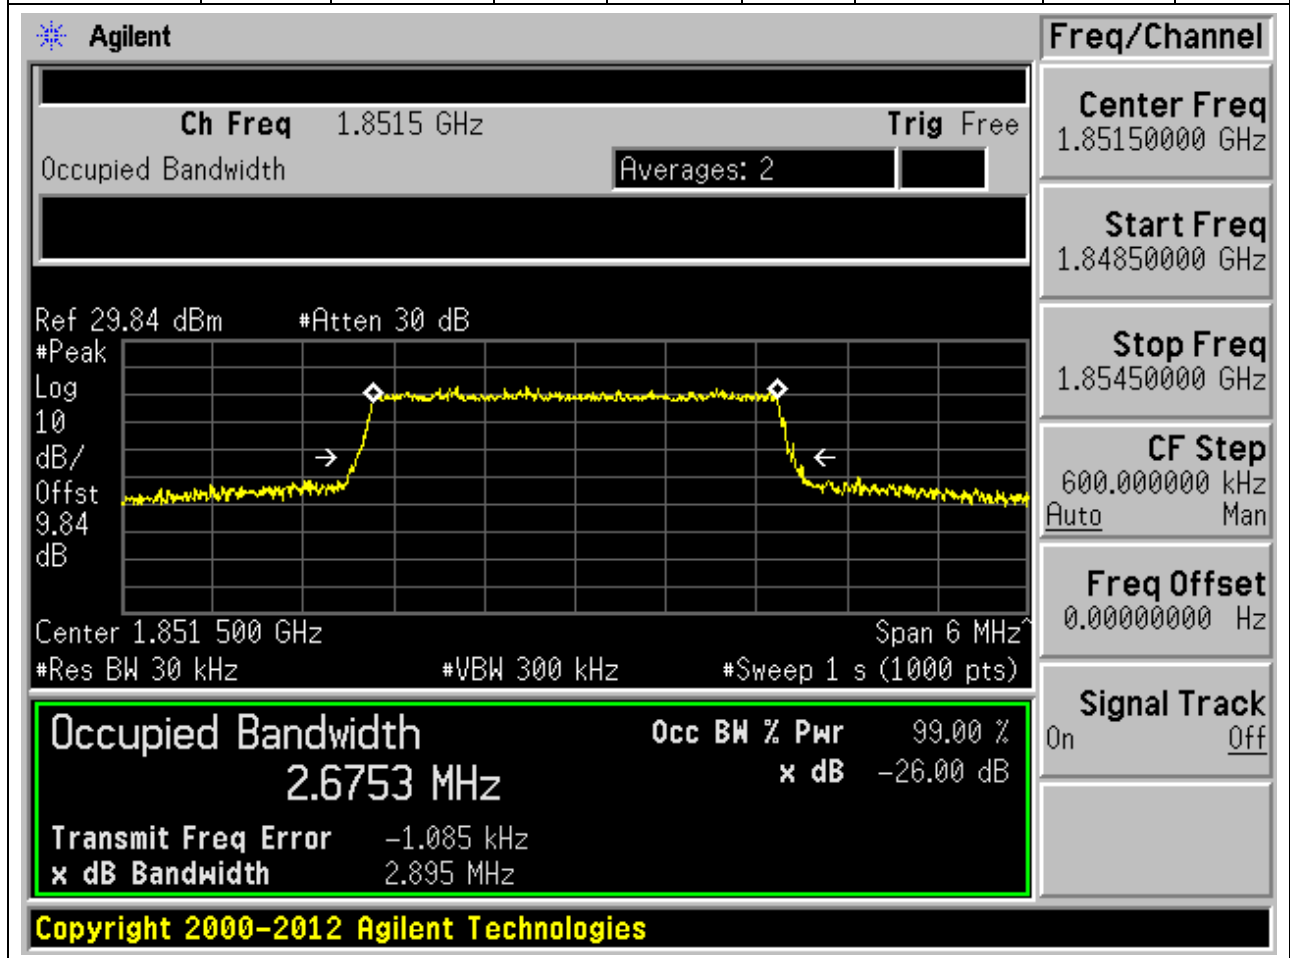 Agilent
Freq/Channel
Ch Freq 1.8515 GHz Trig Free
Occupied Bandwidth Averages: 2
Center Freq
1.85150000 GHz
Start Freq
1.84850000 GHz
Stop Freq
1.85450000 GHz
CF Step
600.000000 kHz
Auto Man
Freq Offset
0.00000000 Hz
Signal Track
On Off
Ref 29.84 dBm #Atten 30 dB
#Peak
Log
10
dB/
Offst
9.84
dB
Center 1.851 500 GHz Span 6 MHz^
#Res BW 30 kHz #VBW 300 kHz #Sweep 1 s (1000 pts)
Occupied Bandwidth
2.6753 MHz
Occ BW % Pwr 99.00 %
x dB -26.00 dB
Transmit Freq Error -1.085 kHz
x dB Bandwidth 2.895 MHz
Copyright 2000-2012 Agilent Technologies